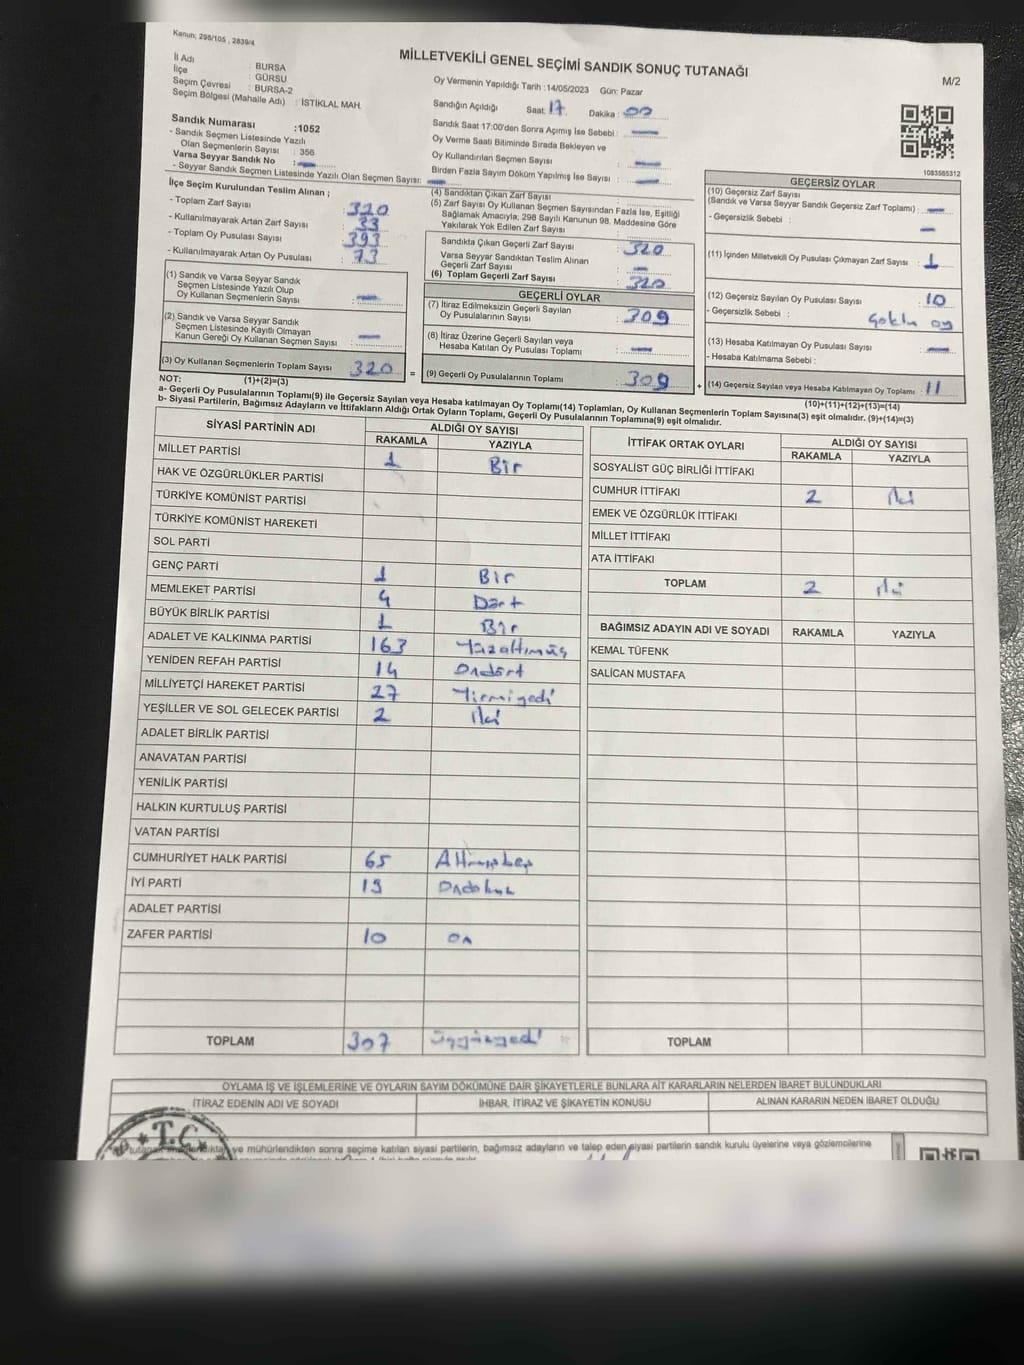 Kanun; 298/105 , 2839/4
MİLLETVEKİLİ GENEL SEÇİMİ SANDIK SONUÇ TUTANAĞI
M/2
İl Adı : BURSA
İlçe : GÜRSU
Seçim Çevresi : BURSA-2
Seçim Bölgesi (Mahalle Adı) : İSTİKLAL MAH.
Sandık Numarası :1052
- Sandık Seçmen Listesinde Yazılı
Olan Seçmenlerin Sayısı : 356
Varsa Seyyar Sandık No : —
- Seyyar Sandık Seçmen Listesinde Yazılı Olan Seçmen Sayısı: —
Oy Vermenin Yapıldığı Tarih :14/05/2023 Gün: Pazar
Sandığın Açıldığı Saat: 17 Dakika : 00
Sandık Saat 17:00'den Sonra Açımış İse Sebebi : —
Oy Verme Saati Bitiminde Sırada Bekleyen ve
Oy Kullandırılan Seçmen Sayısı : —
Birden Fazla Sayım Döküm Yapılmış İse Sayısı : —
1083585312
İlçe Seçim Kurulundan Teslim Alınan ;
- Toplam Zarf Sayısı : 320
- Kullanılmayarak Artan Zarf Sayısı : 33
- Toplam Oy Pusulası Sayısı : 393
- Kullanılmayarak Artan Oy Pusulası : 73
(1) Sandık ve Varsa Seyyar Sandık
Seçmen Listesinde Yazılı Olup
Oy Kullanan Seçmenlerin Sayısı : —
(2) Sandık ve Varsa Seyyar Sandık
Seçmen Listesinde Kayıtlı Olmayan
Kanun Gereği Oy Kullanan Seçmen Sayısı : —
(3) Oy Kullanan Seçmenlerin Toplam Sayısı : 320 =
(4) Sandıktan Çıkan Zarf Sayısı :
(5) Zarf Sayısı Oy Kullanan Seçmen Sayısından Fazla İse, Eşitliği
Sağlamak Amacıyla; 298 Sayılı Kanunun 98. Maddesine Göre
Yakılarak Yok Edilen Zarf Sayısı :
Sandıkta Çıkan Geçerli Zarf Sayısı : 320
Varsa Seyyar Sandıktan Teslim Alınan
Geçerli Zarf Sayısı : —
(6) Toplam Geçerli Zarf Sayısı : 320
GEÇERLİ OYLAR
(7) İtiraz Edilmeksizin Geçerli Sayılan
Oy Pusulalarının Sayısı : 309
(8) İtiraz Üzerine Geçerli Sayılan veya
Hesaba Katılan Oy Pusulası Toplamı : —
(9) Geçerli Oy Pusulalarının Toplamı : 309 +
GEÇERSİZ OYLAR
(10) Geçersiz Zarf Sayısı
(Sandık ve Varsa Seyyar Sandık Geçersiz Zarf Toplamı) : —
- Geçersizlik Sebebi : —
(11) İçinden Milletvekili Oy Pusulası Çıkmayan Zarf Sayısı : 1
(12) Geçersiz Sayılan Oy Pusulası Sayısı : 10
- Geçersizlik Sebebi : Çoklu oy
(13) Hesaba Katılmayan Oy Pusulası Sayısı : —
- Hesaba Katılmama Sebebi :
(14) Geçersiz Sayılan veya Hesaba Katılmayan Oy Toplamı : 11
NOT: (1)+(2)=(3) (10)+(11)+(12)+(13)=(14)
a- Geçerli Oy Pusulaları Toplamı(9) ile Geçersiz Sayılan veya Hesaba katılmayan Oy Toplamı(14) Toplamları, Oy Kullanan Seçmenlerin Toplam Sayısına(3) eşit olmalıdır. (9)+(14)=(3)
b- Siyasi Partilerin, Bağımsız Adayların ve İttifakların Aldığı Ortak Oyların Toplamı, Geçerli Oy Pusulalarının Toplamına(9) eşit olmalıdır.
SİYASİ PARTİNİN ADI ALDIĞI OY SAYISI
RAKAMLA YAZIYLA
MİLLET PARTİSİ 1 Bir
HAK VE ÖZGÜRLÜKLER PARTİSİ
TÜRKİYE KOMÜNİST PARTİSİ
TÜRKİYE KOMÜNİST HAREKETİ
SOL PARTİ
GENÇ PARTİ 1 Bir
MEMLEKET PARTİSİ 4 Dört
BÜYÜK BİRLİK PARTİSİ 1 Bir
ADALET VE KALKINMA PARTİSİ 163 Yüzaltmışüç
YENİDEN REFAH PARTİSİ 14 Ondört
MİLLİYETÇİ HAREKET PARTİSİ 27 Yirmiyedi
YEŞİLLER VE SOL GELECEK PARTİSİ 2 iki
ADALET BİRLİK PARTİSİ
ANAVATAN PARTİSİ
YENİLİK PARTİSİ
HALKIN KURTULUŞ PARTİSİ
VATAN PARTİSİ
CUMHURİYET HALK PARTİSİ 65 Altmışbeş
İYİ PARTİ 19 Ondokuz
ADALET PARTİSİ
ZAFER PARTİSİ 10 On
TOPLAM 307 Üçyüzyedi
İTTİFAK ORTAK OYLARI ALDIĞI OY SAYISI
RAKAMLA YAZIYLA
SOSYALİST GÜÇ BİRLİĞİ İTTİFAKI
CUMHUR İTTİFAKI 2 iki
EMEK VE ÖZGÜRLÜK İTTİFAKI
MİLLET İTTİFAKI
ATA İTTİFAKI
TOPLAM 2 iki
BAĞIMSIZ ADAYIN ADI VE SOYADI RAKAMLA YAZIYLA
KEMAL TÜFENK
SALİCAN MUSTAFA
TOPLAM
OYLAMA İŞ VE İŞLEMLERİNE VE OYLARIN SAYIM DÖKÜMÜNE DAİR ŞİKAYETLERLE BUNLARA AİT KARARLARIN NELERDEN İBARET BULUNDUKLARI
İTİRAZ EDENİN ADI VE SOYADI İHBAR, İTİRAZ VE ŞİKAYETİN KONUSU ALINAN KARARIN NEDEN İBARET OLDUĞU
T.C.
ve mühürlendikten sonra seçime katılan siyasi partilerin, bağımsız adayların ve talep eden siyasi partilerin sandık kurulu üyelerine veya gözlemcilerine